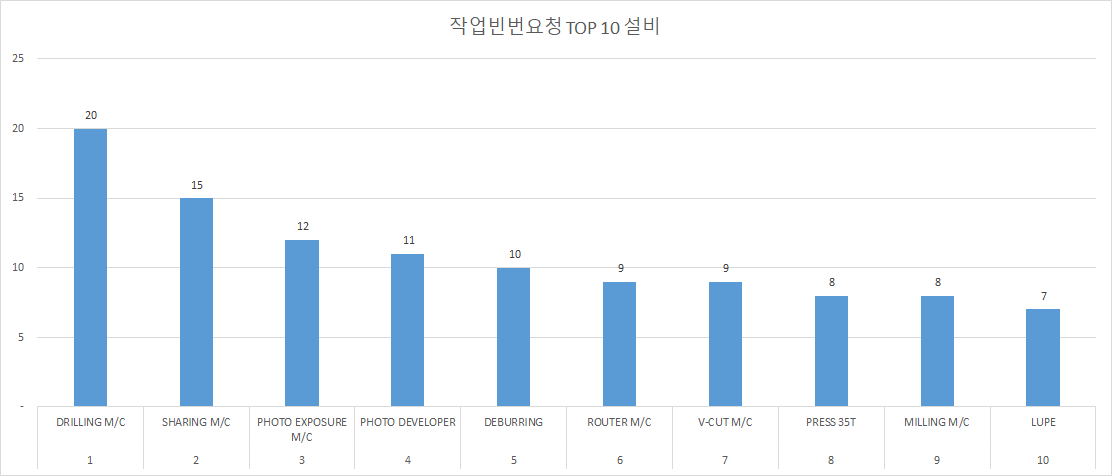 작업빈번요청 TOP 10 설비
25
20
15
10
5
-
20
15
12
11
10
9
9
8
8
7
DRILLING M/C
SHARING M/C
PHOTO EXPOSURE
M/C
PHOTO DEVELOPER
DEBURRING
ROUTER M/C
V-CUT M/C
PRESS 35T
MILLING M/C
LUPE
1
2
3
4
5
6
7
8
9
10